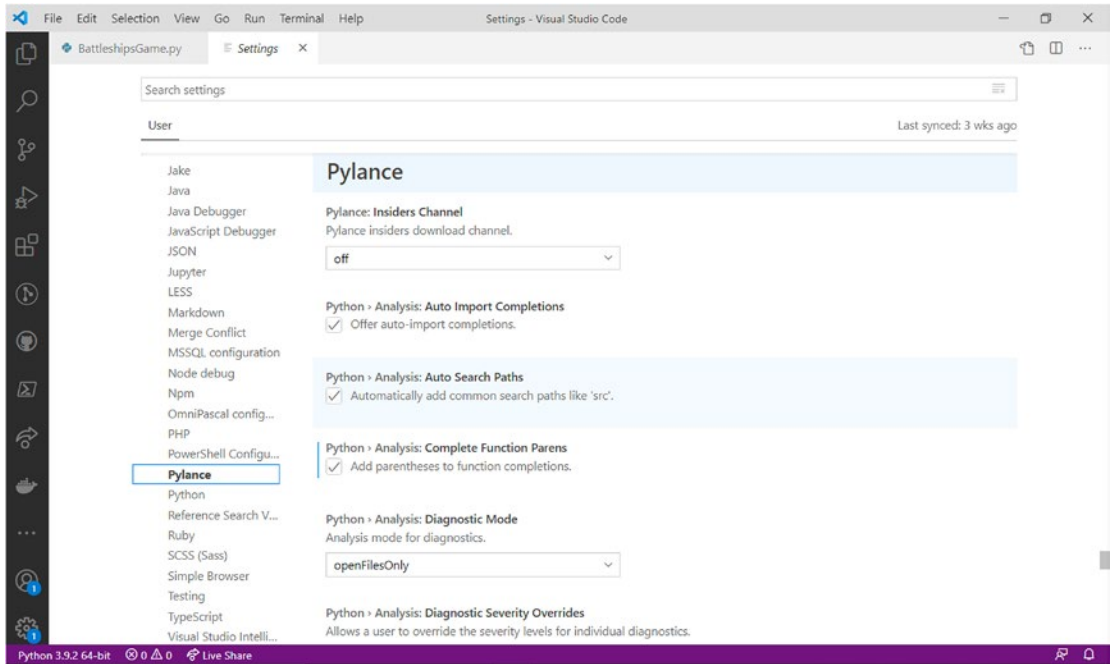 File Edit Selection View Go Run Terminal Help Settings - Visual Studio Code
BattleshipsGame.py Settings
Search settings
User Last synced: 3 wks ago
Jake
Java
Java Debugger
JavaScript Debugger
JSON
Jupyter
LESS
Markdown
Merge Conflict
MSSQL configuration
Node debug
Npm
OmniPascal config...
PHP
PowerShell Configu...
Pylance
Python
Reference Search V...
Ruby
SCSS (Sass)
Simple Browser
Testing
TypeScript
Visual Studio Intelli...
Pylance
Pylance: Insiders Channel
Pylance insiders download channel.
off
Python › Analysis: Auto Import Completions
Offer auto-import completions.
Python › Analysis: Auto Search Paths
Automatically add common search paths like 'src'.
Python › Analysis: Complete Function Parens
Add parentheses to function completions.
Python › Analysis: Diagnostic Mode
Analysis mode for diagnostics.
openFilesOnly
Python › Analysis: Diagnostic Severity Overrides
Allows a user to override the severity levels for individual diagnostics.
1
1
Python 3.9.2 64-bit 0 0 Live Share